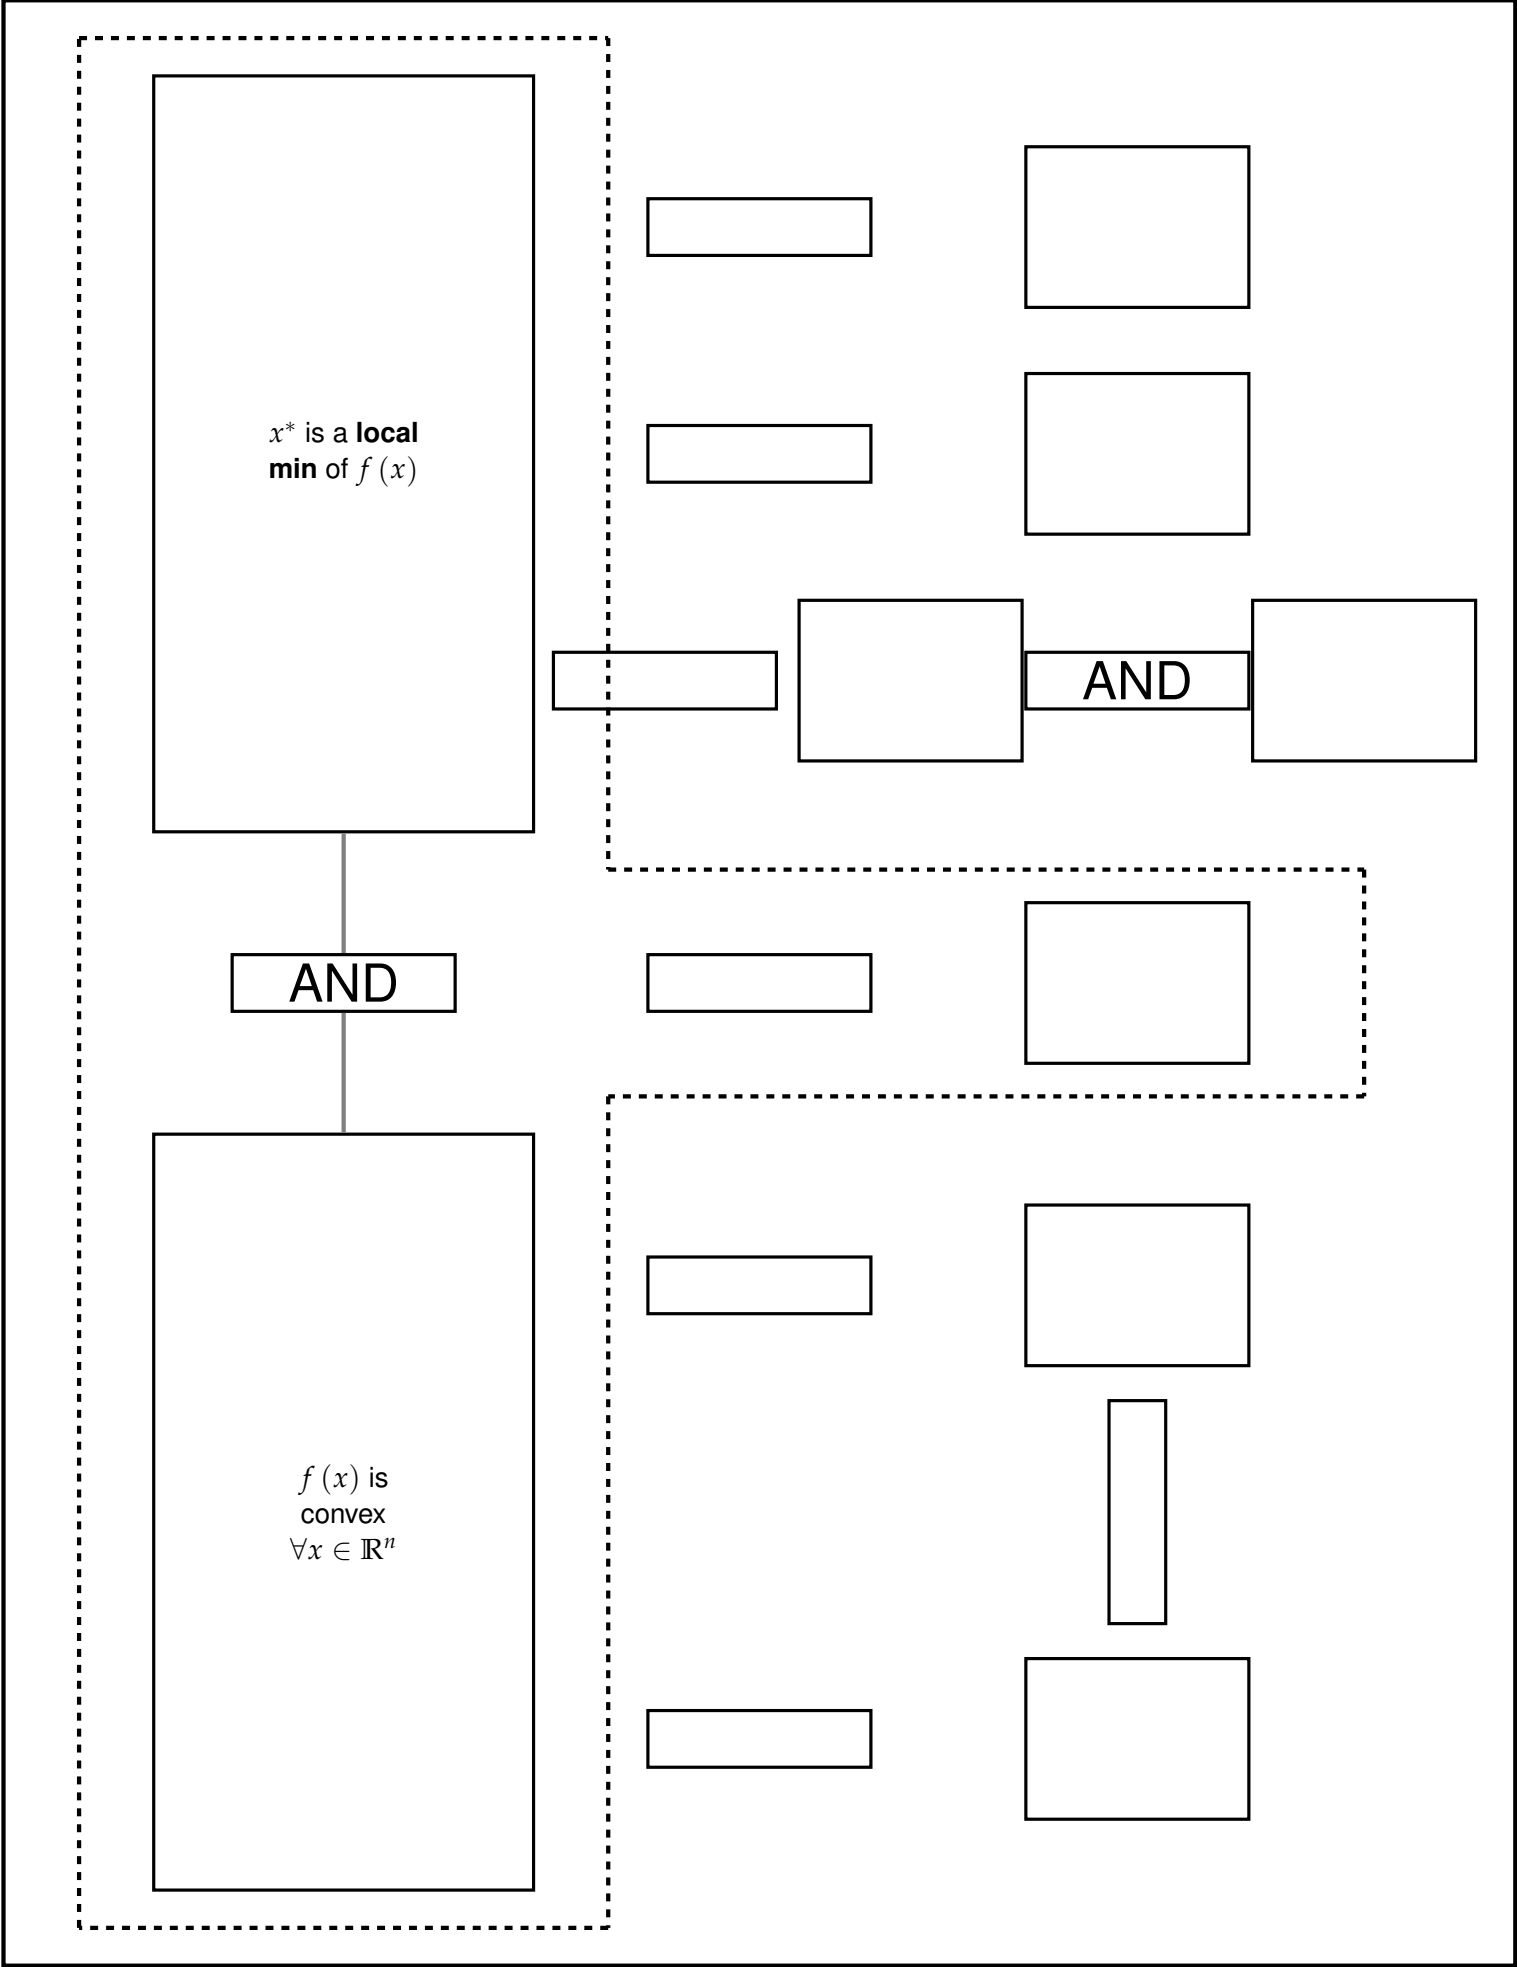 x* is a local
min of f (x)
AND
AND
f (x) is
convex
∀x ∈ ℝⁿ